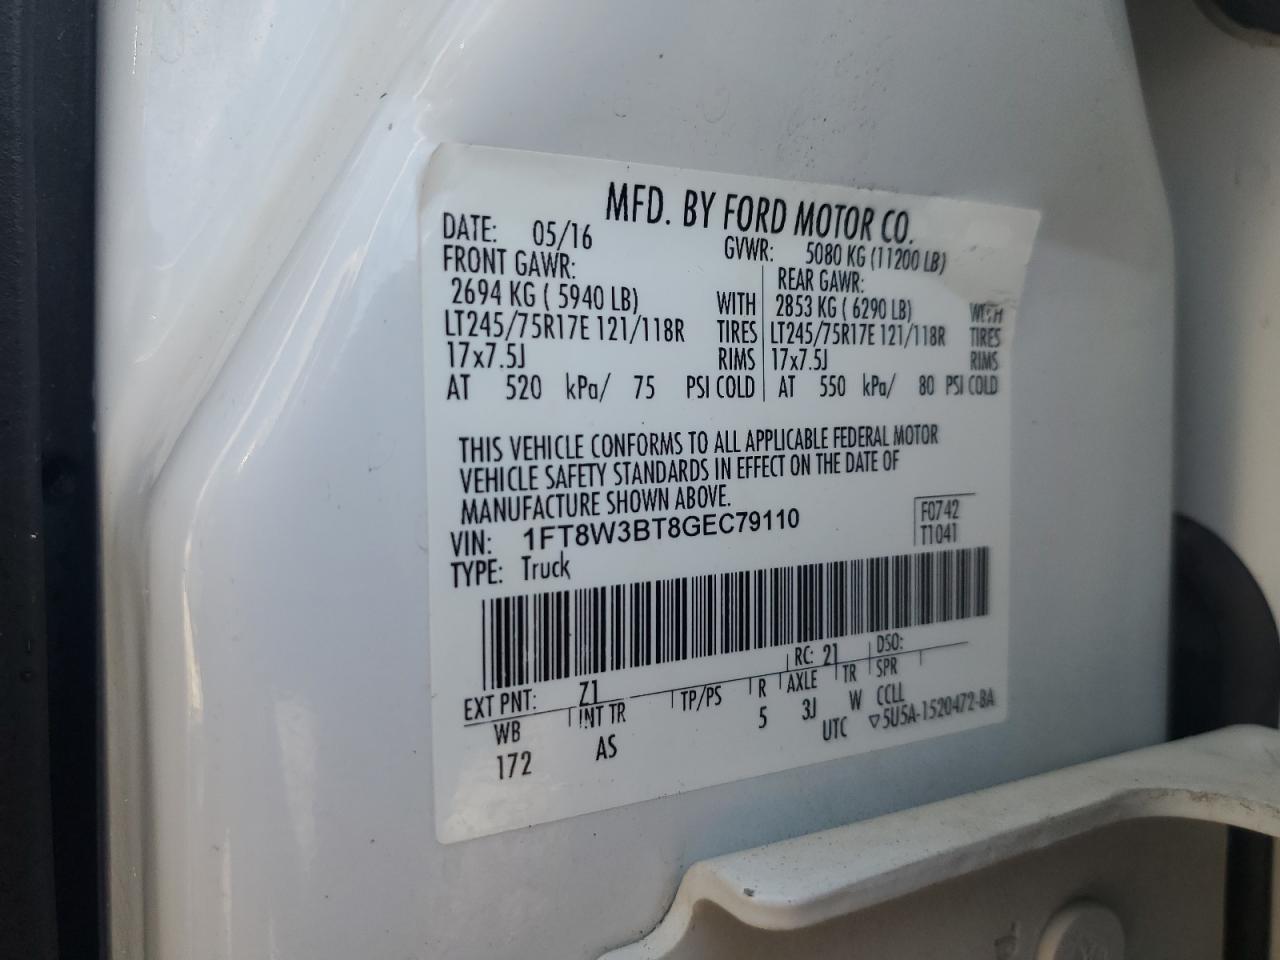 MFD. BY FORD MOTOR CO.
DATE: 05/16 GVWR: 5080 KG (11200 LB)
FRONT GAWR: REAR GAWR:
2694 KG ( 5940 LB) WITH 2853 KG ( 6290 LB) WITH
LT245/75R17E 121/118R TIRES LT245/75R17E 121/118R TIRES
17x7.5J RIMS 17x7.5J RIMS
AT 520 kPa/ 75 PSI COLD AT 550 kPa/ 80 PSI COLD
THIS VEHICLE CONFORMS TO ALL APPLICABLE FEDERAL MOTOR
VEHICLE SAFETY STANDARDS IN EFFECT ON THE DATE OF
MANUFACTURE SHOWN ABOVE.
VIN: 1FT8W3BT8GEC79110 F0742
TYPE: Truck T1041
RC: 21 DSO:
EXT PNT: Z1
WB INT TR TP/PS R AXLE TR SPR
172 AS 5 3J W CCLL
UTC ▽5U5A-1520472-BA